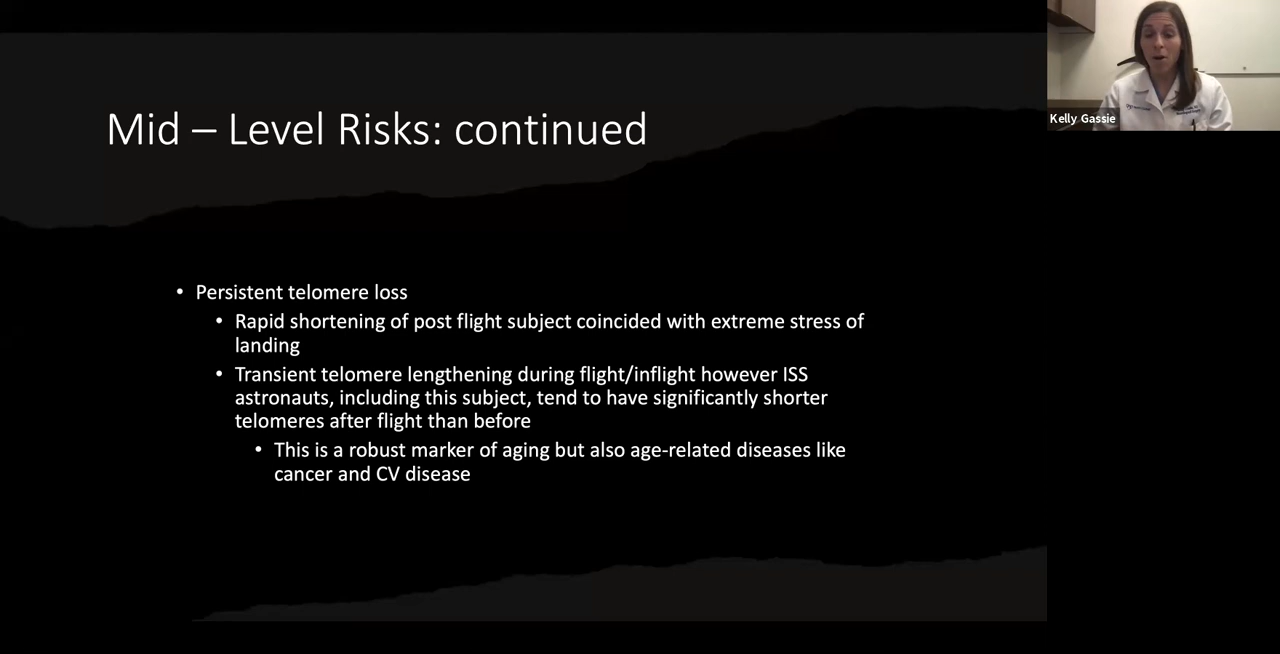 Mid – Level Risks: continued
• Persistent telomere loss
• Rapid shortening of post flight subject coincided with extreme stress of
landing
• Transient telomere lengthening during flight/inflight however ISS
astronauts, including this subject, tend to have significantly shorter
telomeres after flight than before
• This is a robust marker of aging but also age-related diseases like
cancer and CV disease
Kelly Gassie